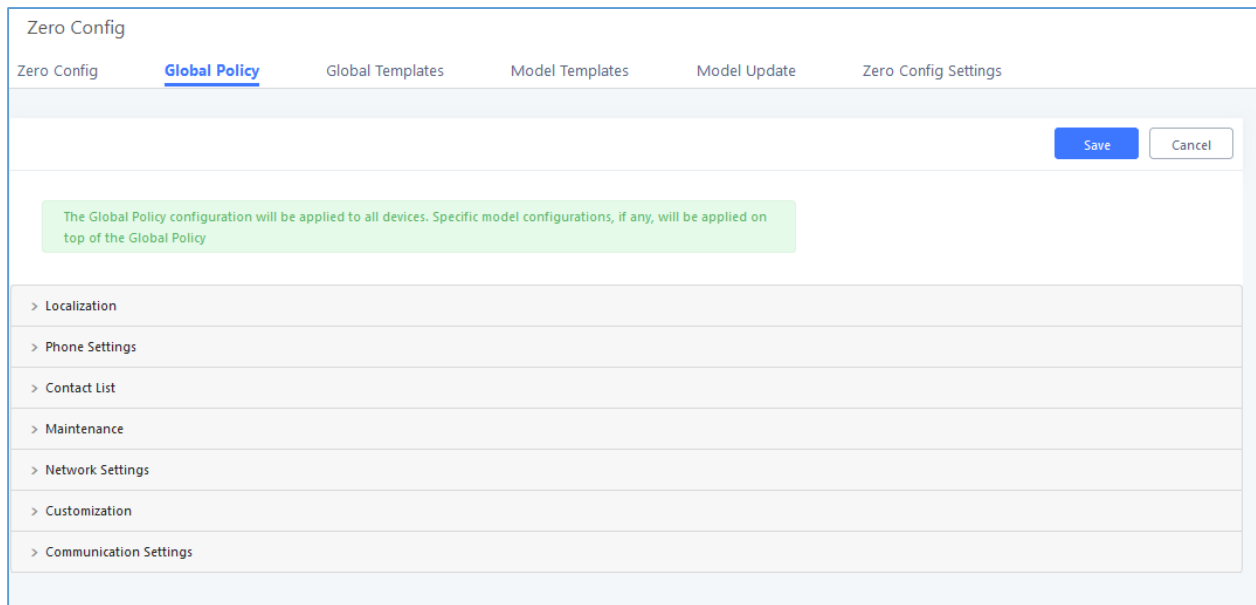 Zero Config
Zero Config Global Policy Global Templates Model Templates Model Update Zero Config Settings
Save Cancel
The Global Policy configuration will be applied to all devices. Specific model configurations, if any, will be applied on
top of the Global Policy
> Localization
> Phone Settings
> Contact List
> Maintenance
> Network Settings
> Customization
> Communication Settings